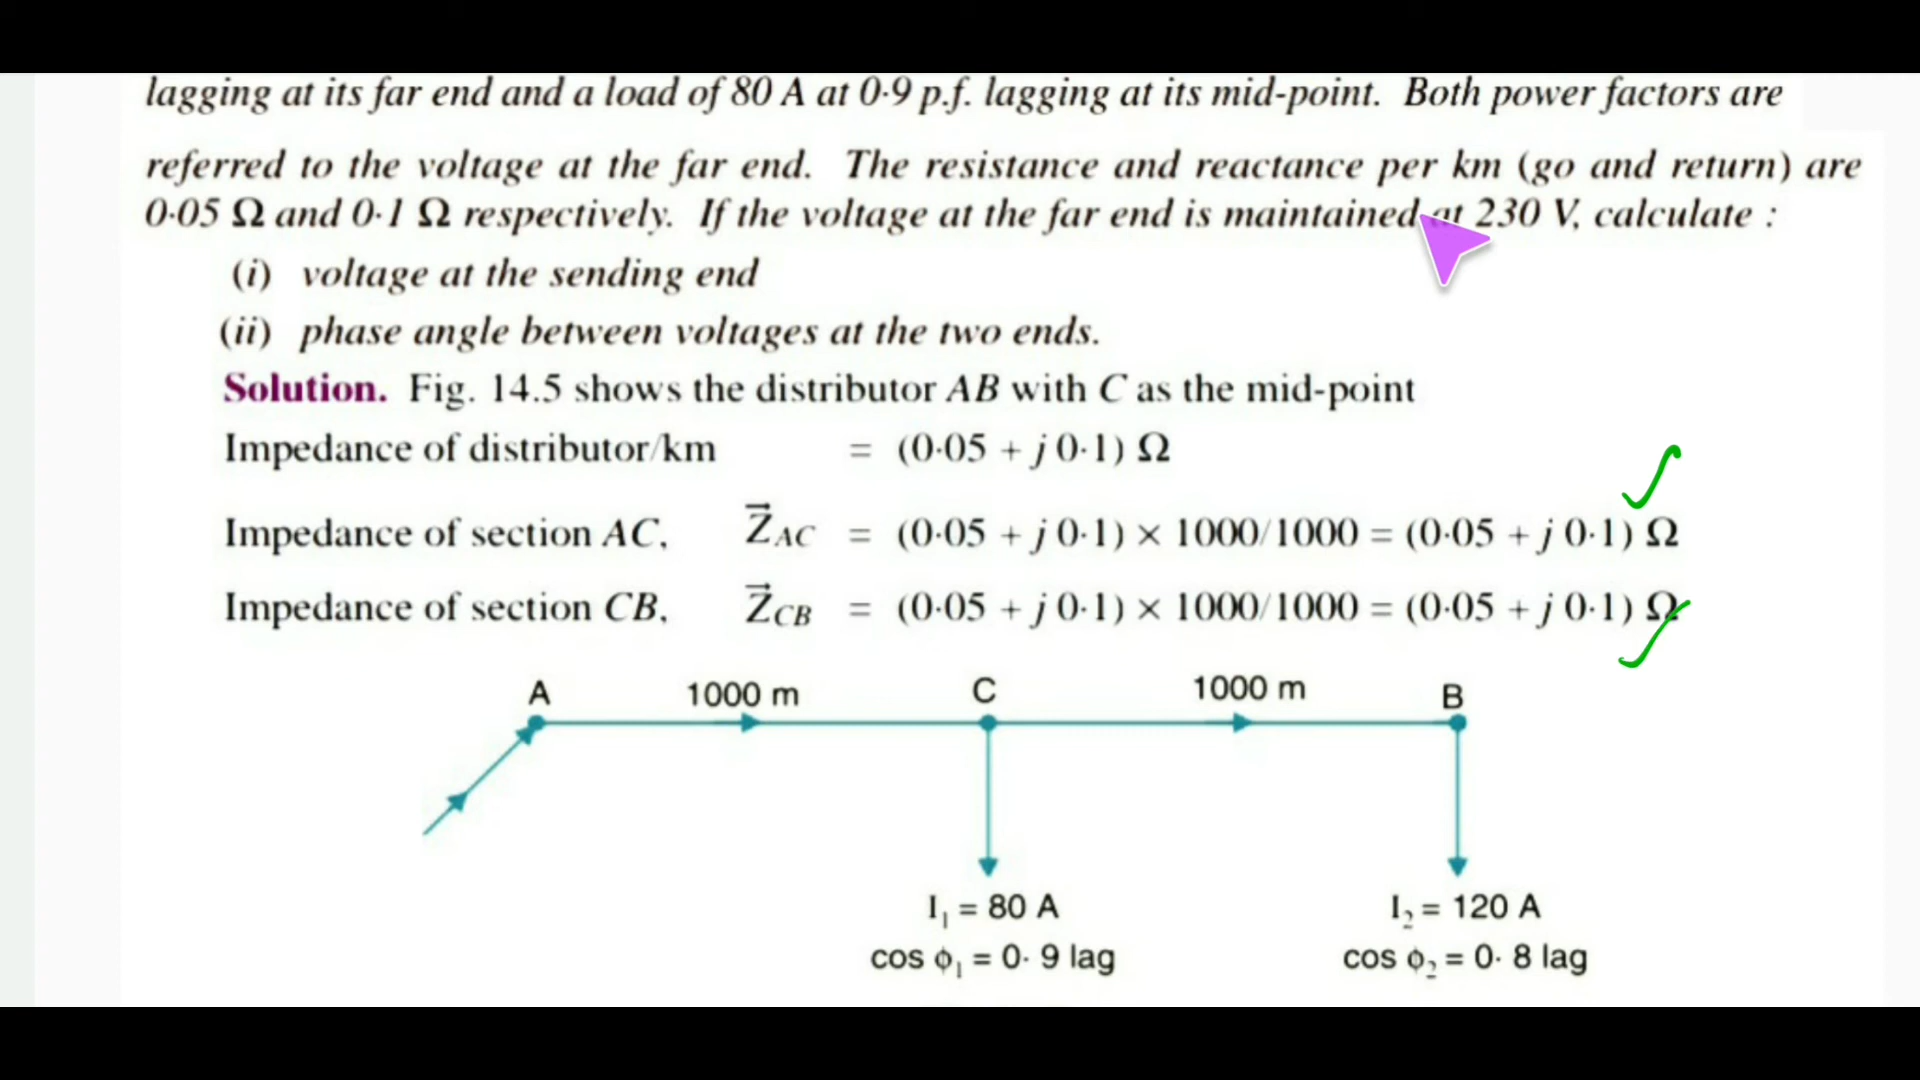 lagging at its far end and a load of 80 A at 0·9 p.f. lagging at its mid-point. Both power factors are
referred to the voltage at the far end. The resistance and reactance per km (go and return) are
0·05 Ω and 0·1 Ω respectively. If the voltage at the far end is maintained at 230 V, calculate :
(i) voltage at the sending end
(ii) phase angle between voltages at the two ends.
Solution. Fig. 14.5 shows the distributor AB with C as the mid-point
Impedance of distributor/km = (0·05 + j 0·1) Ω
Impedance of section AC, Z⃗AC = (0·05 + j 0·1) × 1000/1000 = (0·05 + j 0·1) Ω
Impedance of section CB, Z⃗CB = (0·05 + j 0·1) × 1000/1000 = (0·05 + j 0·1) Ω
A 1000 m C 1000 m B
I₁ = 80 A I₂ = 120 A
cos ϕ₁ = 0· 9 lag cos ϕ₂ = 0· 8 lag